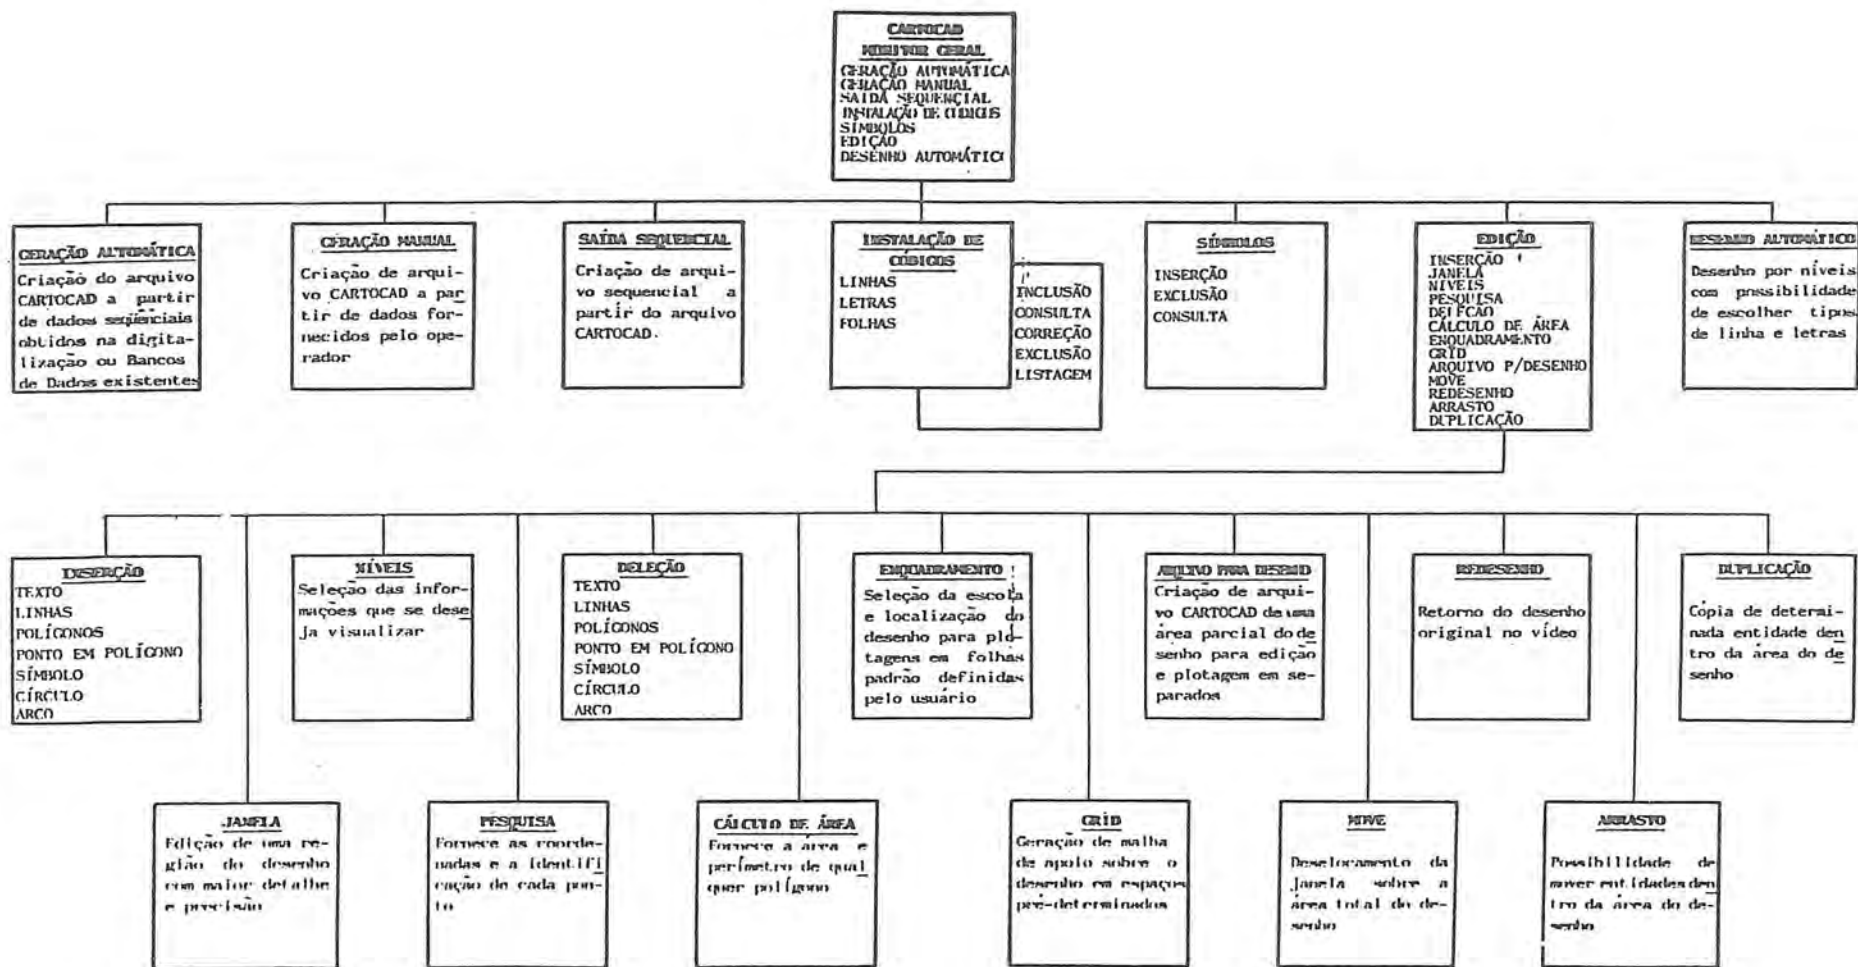 CARTOCAD
MONITOR GERAL
GERAÇÃO AUTOMÁTICA
GERAÇÃO MANUAL
SAÍDA SEQUENCIAL
INSTALAÇÃO DE CÓDIGOS
SÍMBOLOS
EDIÇÃO
DESENHO AUTOMÁTICO
GERAÇÃO AUTOMÁTICA
Criação do arquivo
CARTOCAD a partir
de dados seqüenciais
obtidos na digita-
lização ou Bancos
de Dados existentes
GERAÇÃO MANUAL
Criação de arqui-
vo CARTOCAD a par
tir de dados for-
necidos pelo ope-
rador
SAÍDA SEQUENCIAL
Criação de arqui-
vo sequencial a
partir do arquivo
CARTOCAD.
INSTALAÇÃO DE
CÓDIGOS
LINHAS
LETRAS
FOLHAS
INCLUSÃO
CONSULTA
CORREÇÃO
EXCLUSÃO
LISTAGEM
SÍMBOLOS
INSERÇÃO
EXCLUSÃO
CONSULTA
EDIÇÃO
INSERÇÃO
JANELA
NÍVEIS
PESQUISA
DELEÇÃO
CÁLCULO DE ÁREA
ENQUADRAMENTO
GRID
ARQUIVO P/DESENHO
MOVE
REDESENHO
ARRASTO
DUPLICAÇÃO
DESENHO AUTOMÁTICO
Desenho por níveis
com possibilidade
de escolher tipos
de linha e letras
INSERÇÃO
TEXTO
LINHAS
POLÍGONOS
PONTO EM POLÍGONO
SÍMBOLO
CÍRCULO
ARCO
NÍVEIS
Seleção das infor-
mações que se dese
ja visualizar
DELEÇÃO
TEXTO
LINHAS
POLÍGONOS
PONTO EM POLÍGONO
SÍMBOLO
CÍRCULO
ARCO
ENQUADRAMENTO
Seleção da escola
e localização do
desenho para plo-
tagens em folhas
padrão definidas
pelo usuário
ARQUIVO PARA DESENHO
Criação de arqui-
vo CARTOCAD de uma
área parcial do de
senho para edição
e plotagem em se-
parados
REDESENHO
Retorno do desenho
original no vídeo
DUPLICAÇÃO
Cópia de determi-
nada entidade den
tro da área do de
senho
JANELA
Edição de uma re-
gião do desenho
com maior detalhe
e precisão
PESQUISA
Fornece as coorde-
nadas e a identifi
cação de cada pon-
to
CÁLCULO DE ÁREA
Fornece a área e
perímetro de qual
quer polígono
GRID
Geração de malha
de apoio sobre o
desenho em espaços
pré-determinados
MOVE
Deselocamento da
janela sobre a
área total do de-
senho
ARRASTO
Possibilidade de
mover entidades den
tro da área do de-
senho